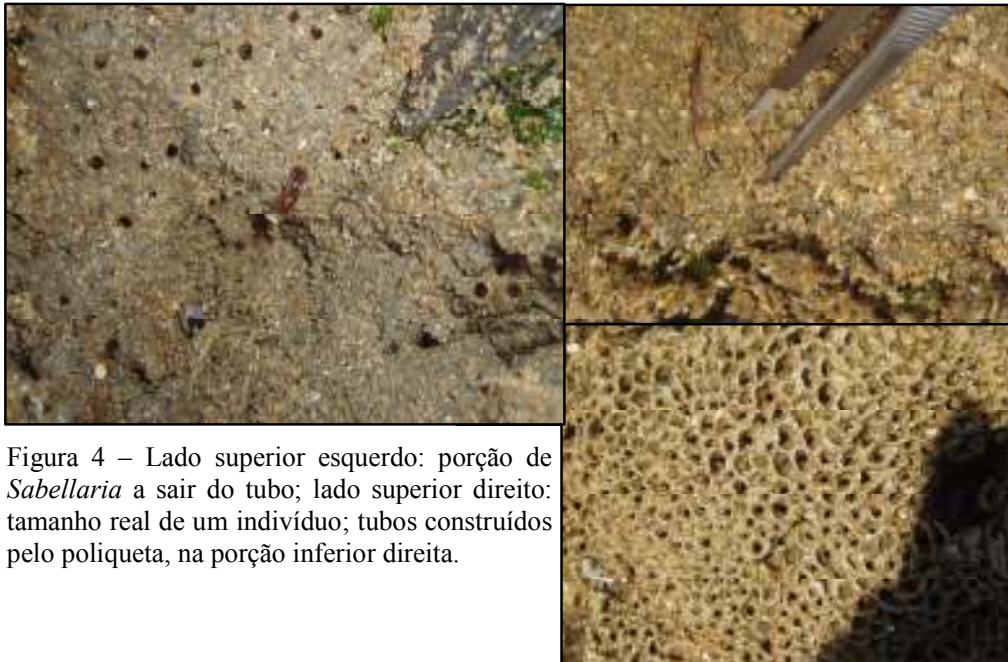 Figura 4 – Lado superior esquerdo: porção de
Sabellaria a sair do tubo; lado superior direito:
tamanho real de um indivíduo; tubos construídos
pelo poliqueta, na porção inferior direita.